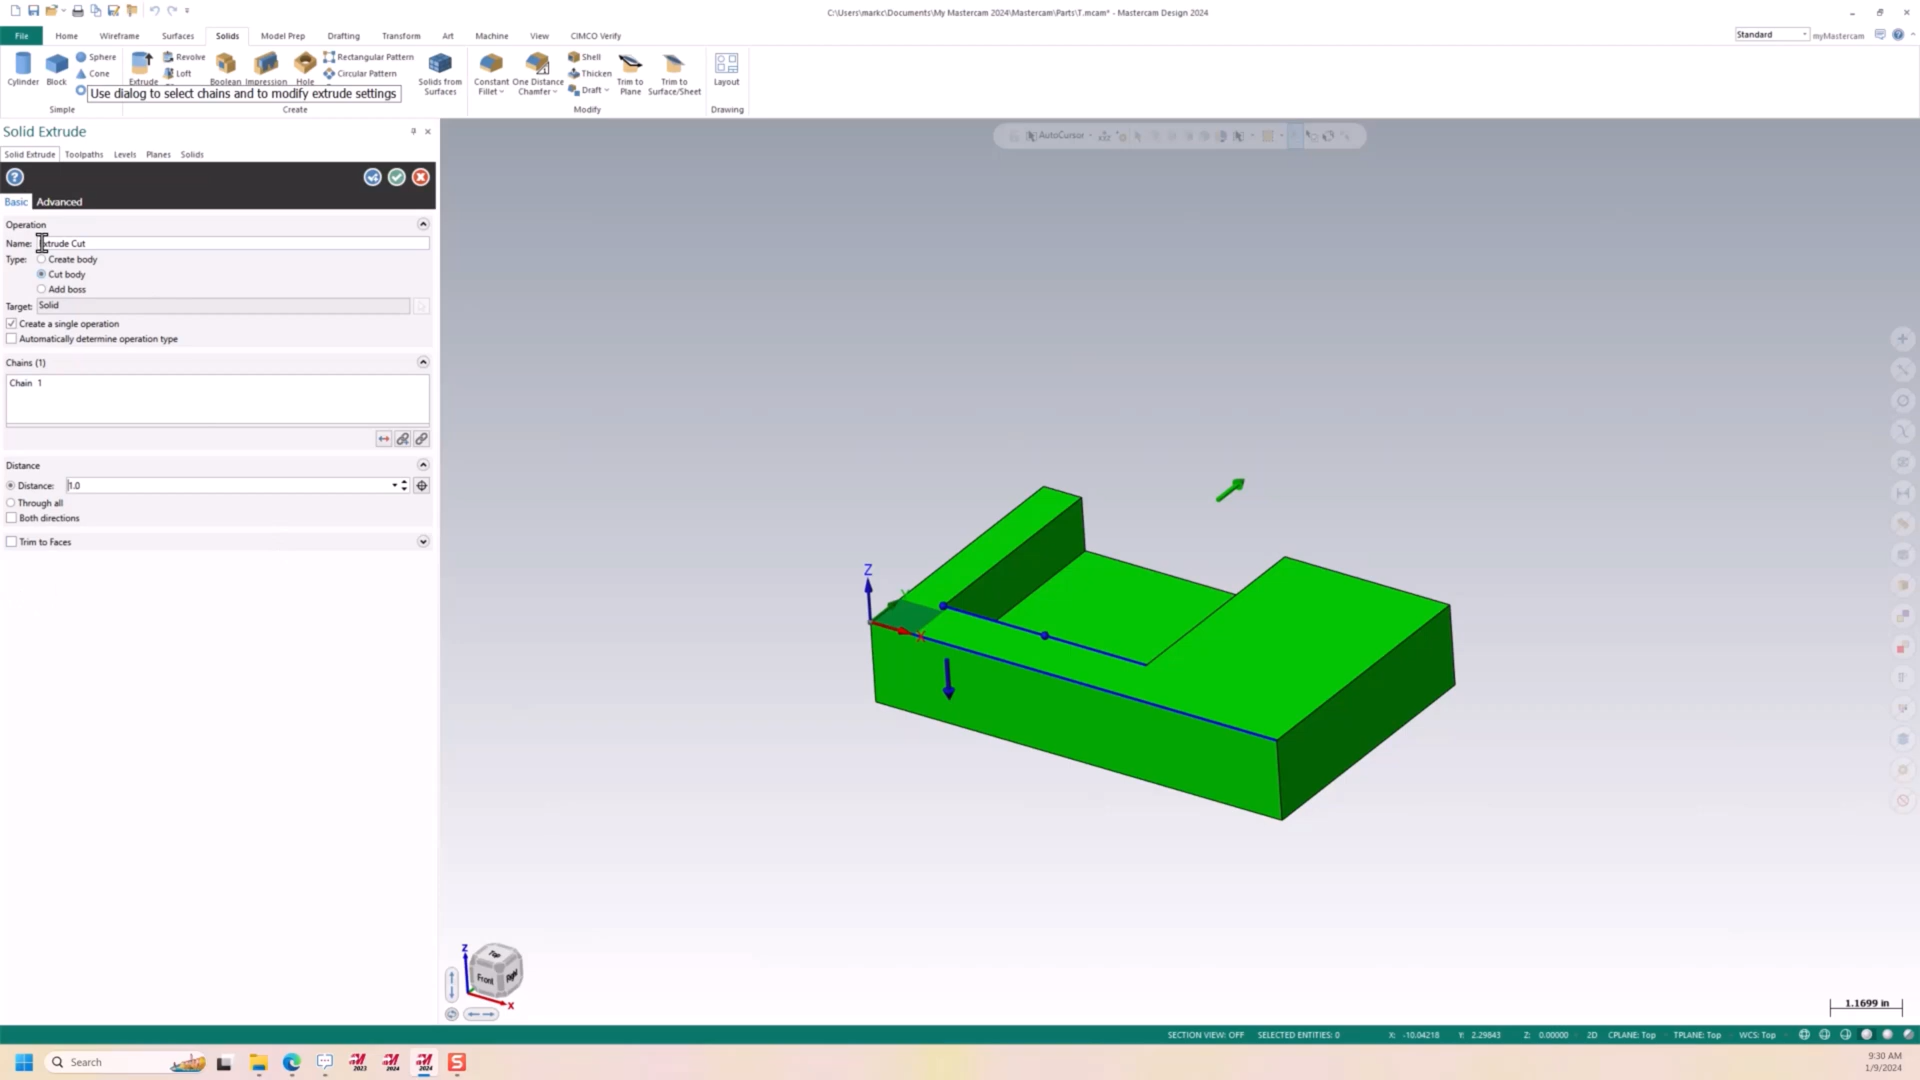 C:\Users\markc\Documents\My Mastercam 2024\Mastercam\Parts\T.mcam* - Mastercam Design 2024
File Home Wireframe Surfaces Solids Model Prep Drafting Transform Art Machine View CIMCO Verify
Standard myMastercam
Cylinder Block Sphere Cone Extrude Revolve Loft Boolean Impression Hole Rectangular Pattern Circular Pattern Solids from Surfaces Constant Fillet One Distance Chamfer Shell Thicken Draft Trim to Plane Trim to Surface/Sheet Layout
Use dialog to select chains and to modify extrude settings
Simple Create Modify Drawing
Solid Extrude
Solid Extrude Toolpaths Levels Planes Solids
AutoCursor
Basic Advanced
Operation
Name: Extrude Cut
Type: Create body
Cut body
Add boss
Target: Solid
Create a single operation
Automatically determine operation type
Chains (1)
Chain 1
Distance
Distance: 1.0
Through all
Both directions
Trim to Faces
Z
Y
X
Z
Top
Front Right
X
1.1699 in
SECTION VIEW: OFF SELECTED ENTITIES: 0 X: -10.04218 Y: 2.29843 Z: 0.00000 2D CPLANE: Top TPLANE: Top WCS: Top
Search
2023 2024 2024
9:30 AM
1/9/2024